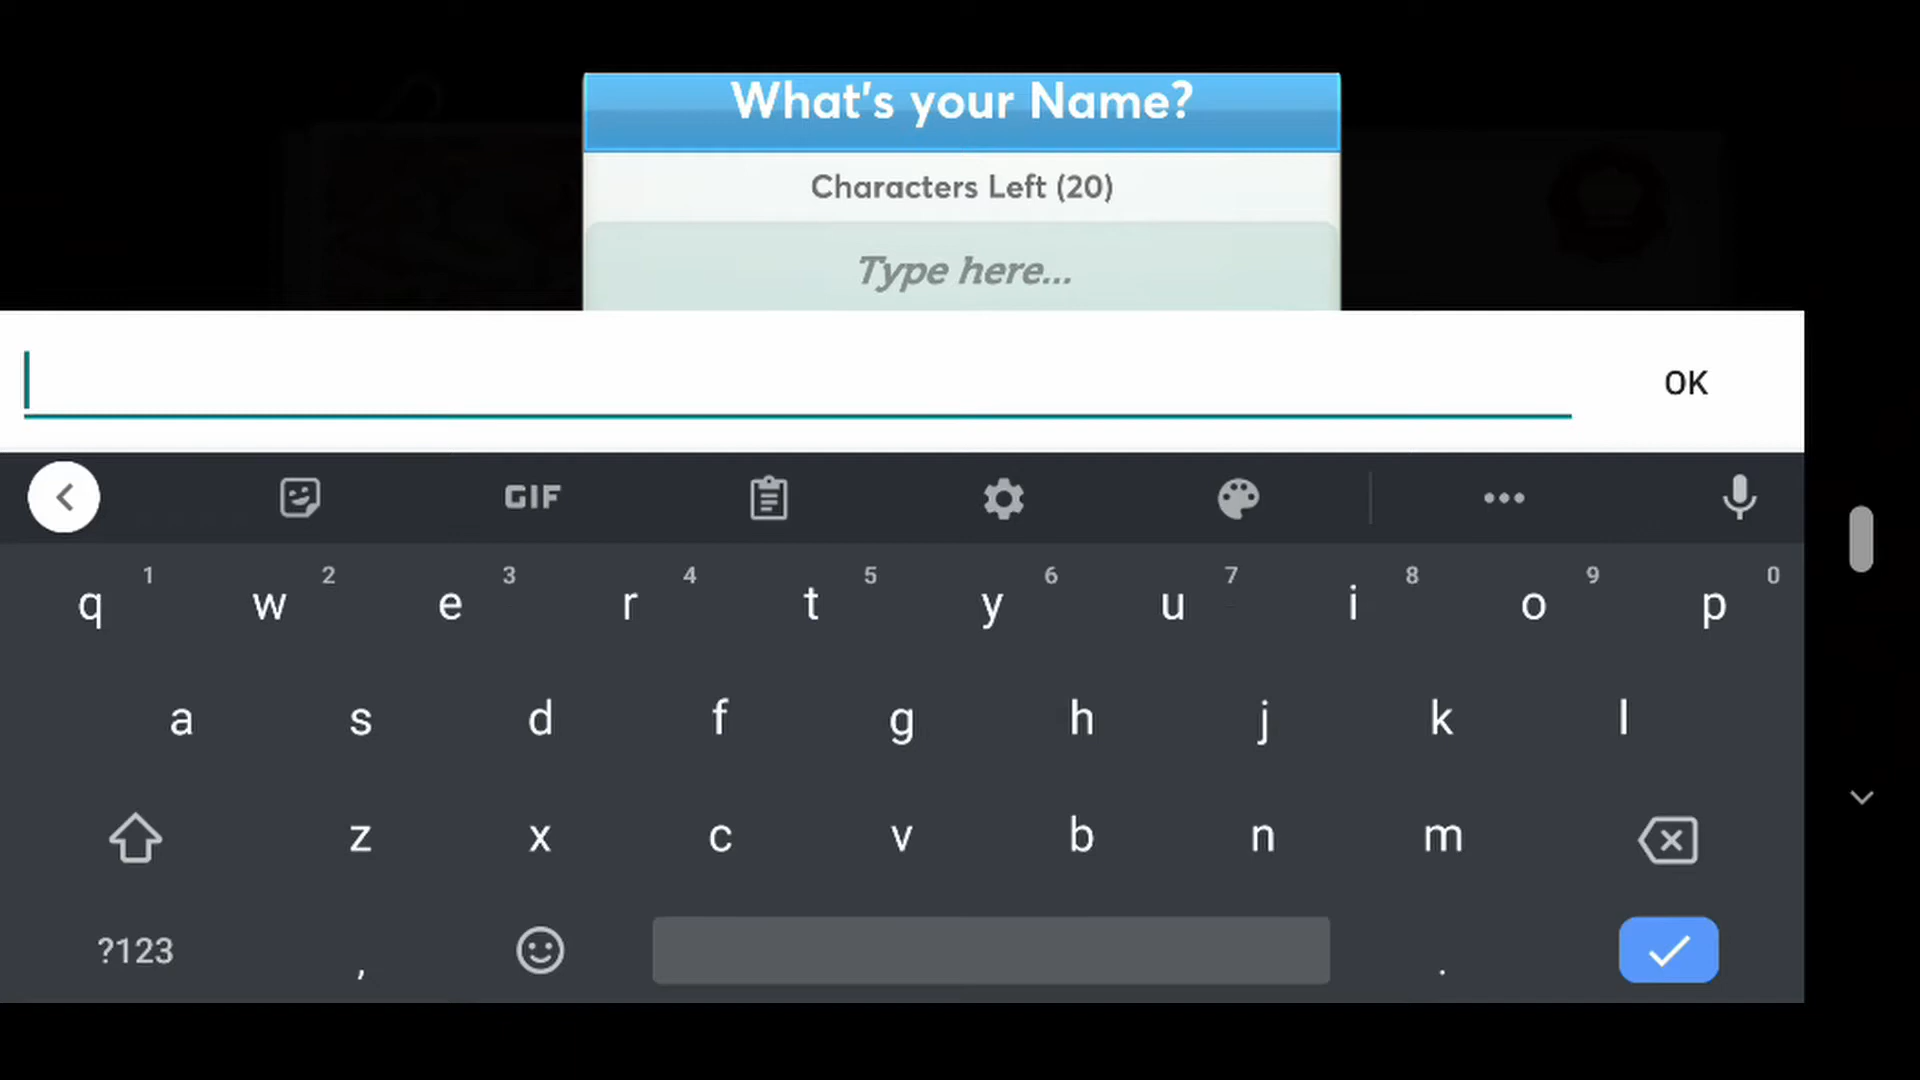 What's your Name?
Characters Left (20)
Type here...
OK
GIF
1 2 3 4 5 6 7 8 9 0
q w e r t y u i o p
a s d f g h j k l
z x c v b n m
?123 , .